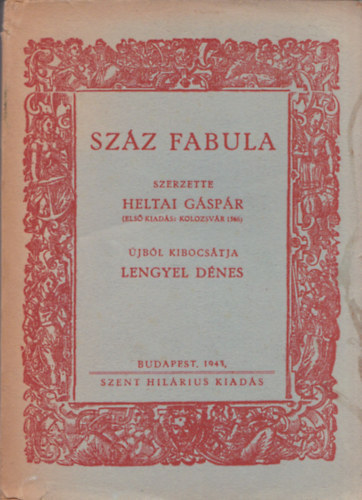 SZÁZ FABULA
SZERZETTE
HELTAI GÁSPÁR
(ELSŐ KIADÁS: KOLOZSVÁR 1566)
ÚJBÓL KIBOCSÁTJA
LENGYEL DÉNES
BUDAPEST, 1943,
SZENT HILÁRIUS KIADÁS